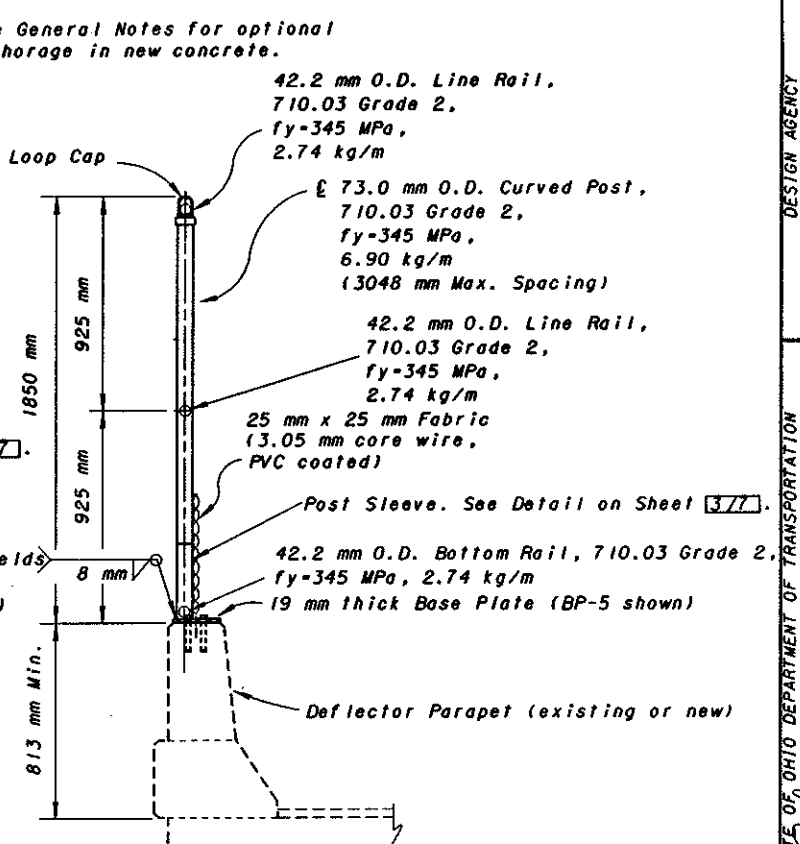 General Notes for optional
in new concrete.
42.2 mm O.D. Line Rail,
710.03 Grade 2,
fy=345 MPa,
2.74 kg/m
Loop Cap
℄ 73.0 mm O.D. Curved Post,
710.03 Grade 2,
fy=345 MPa,
6.90 kg/m
(3048 mm Max. Spacing)
925 mm
1850 mm
42.2 mm O.D. Line Rail,
710.03 Grade 2,
fy=345 MPa,
2.74 kg/m
25 mm x 25 mm Fabric
(3.05 mm core wire,
PVC coated)
925 mm
Post Sleeve. See Detail on Sheet 3/7.
42.2 mm O.D. Bottom Rail, 710.03 Grade 2,
fy=345 MPa, 2.74 kg/m
8 mm
19 mm thick Base Plate (BP-5 shown)
813 mm Min.
Deflector Parapet (existing or new)
DESIGN AGENCY
OF OHIO DEPARTMENT OF TRANSPORTATION